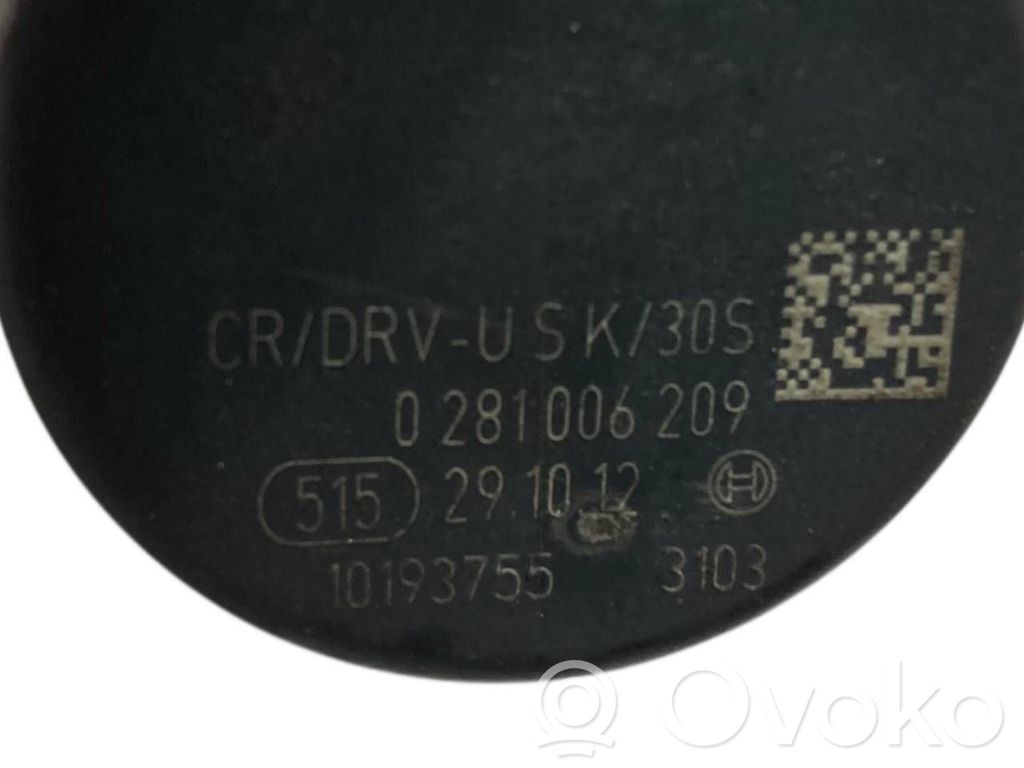 CR/DRV-U S K/30S
0 281 006 209
515 29.10.12
10193755 3103
Ovoko